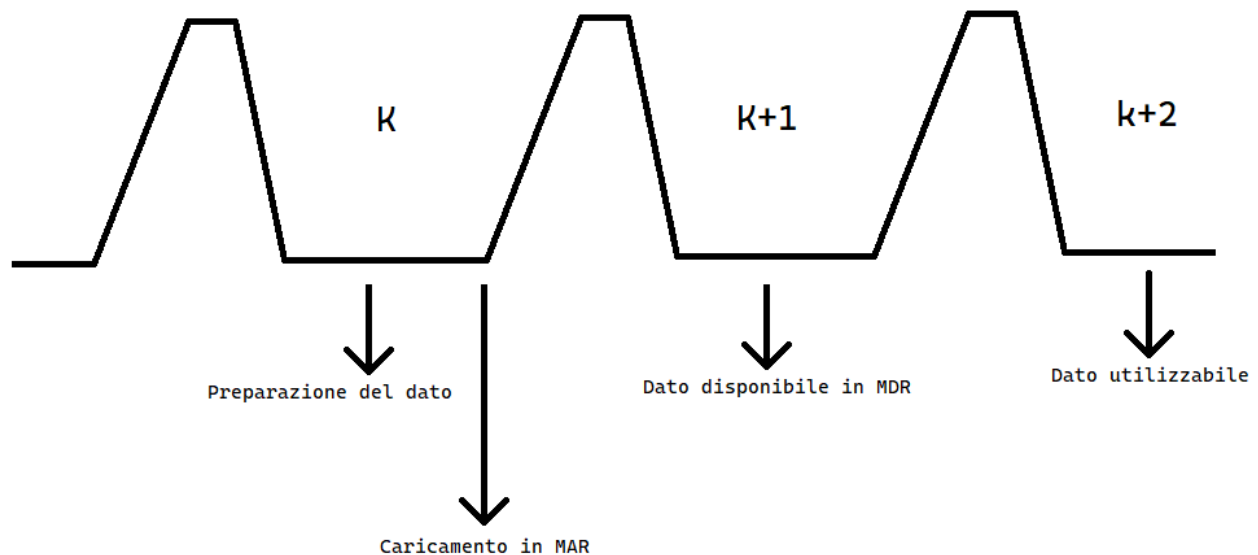 K
K+1
k+2
Preparazione del dato
Dato disponibile in MDR
Dato utilizzabile
Caricamento in MAR